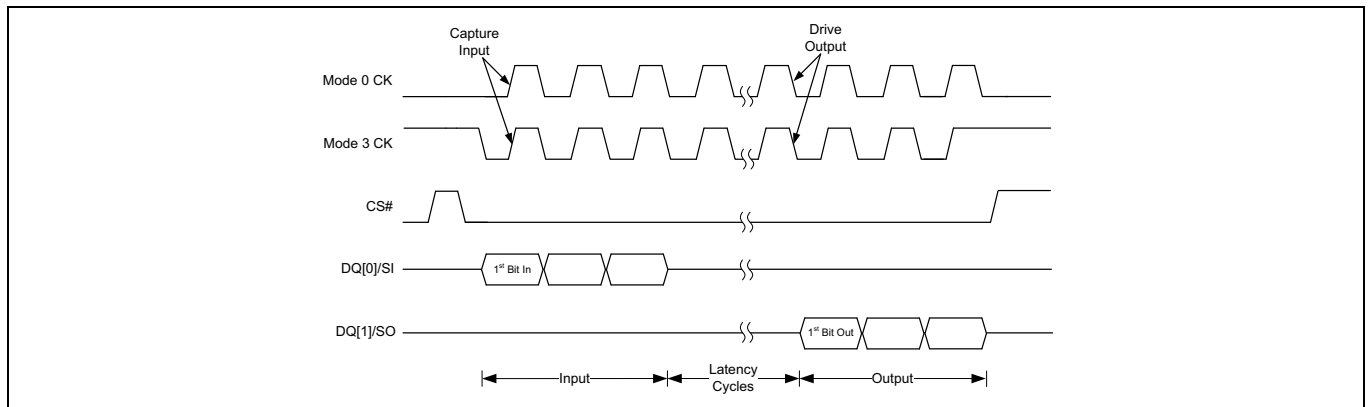 Capture
Input
Drive
Output
Mode 0 CK
Mode 3 CK
CS#
DQ[0]/SI
1st Bit In
DQ[1]/SO
1st Bit Out
Input
Latency
Cycles
Output